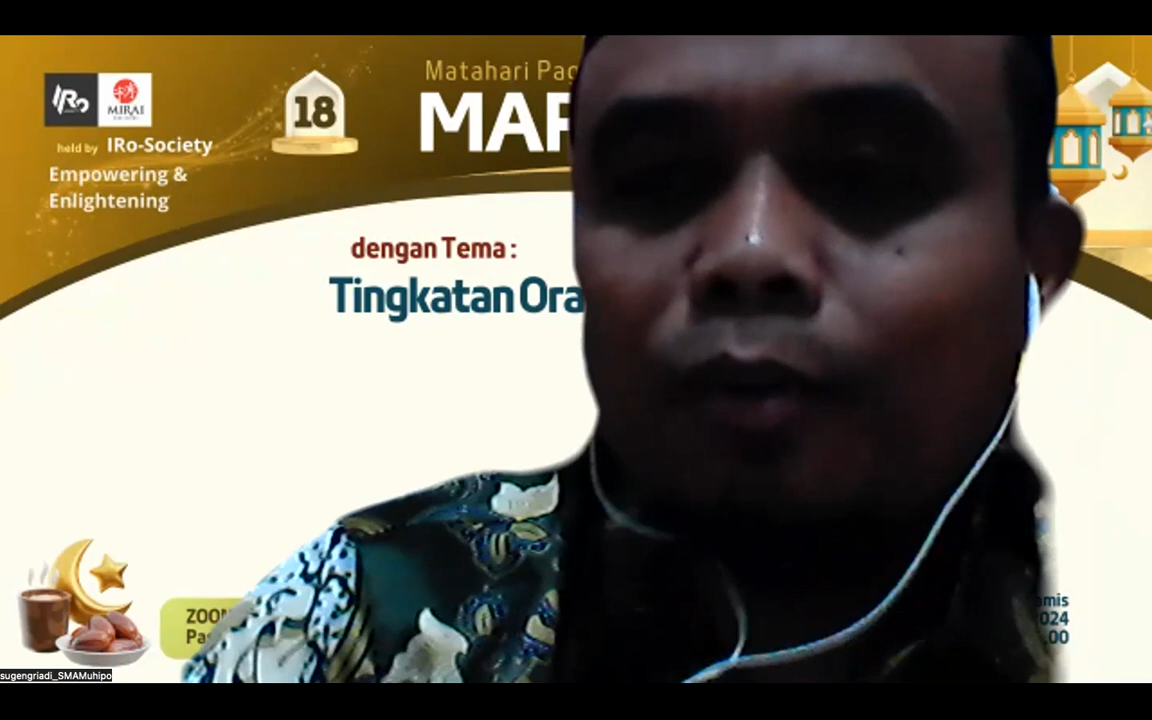 IRo
MIRAI
held by IRo-Society
Empowering &
Enlightening
18
Matahari Pag
MAR
dengan Tema :
Tingkatan Ora
ZOOM
amis
024
.00
sugengriadi_SMAMuhipo